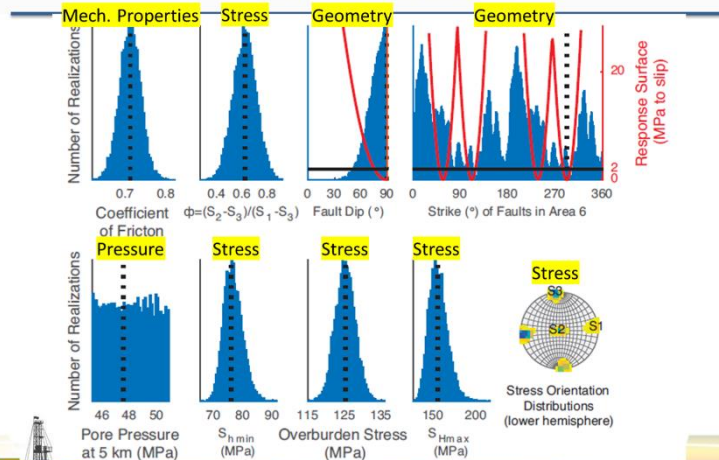 Mech. Properties
Stress
Geometry
Geometry
Number of Realizations
0.7 0.8
Coefficient
of Fricton
0.4 0.6 0.8
ϕ=(S2-S3)/(S1-S3)
0 30 60 90
Fault Dip (°)
0 90 180 270 360
Strike (°) of Faults in Area 6
20
2
0
Response Surface
(MPa to slip)
Pressure
Stress
Stress
Stress
Stress
Number of Realizations
46 48 50
Pore Pressure
at 5 km (MPa)
70 80 90
Sh min
(MPa)
115 125 135
Overburden Stress
(MPa)
150 200
SHmax
(MPa)
S3
S2
S1
Stress Orientation
Distributions
(lower hemisphere)